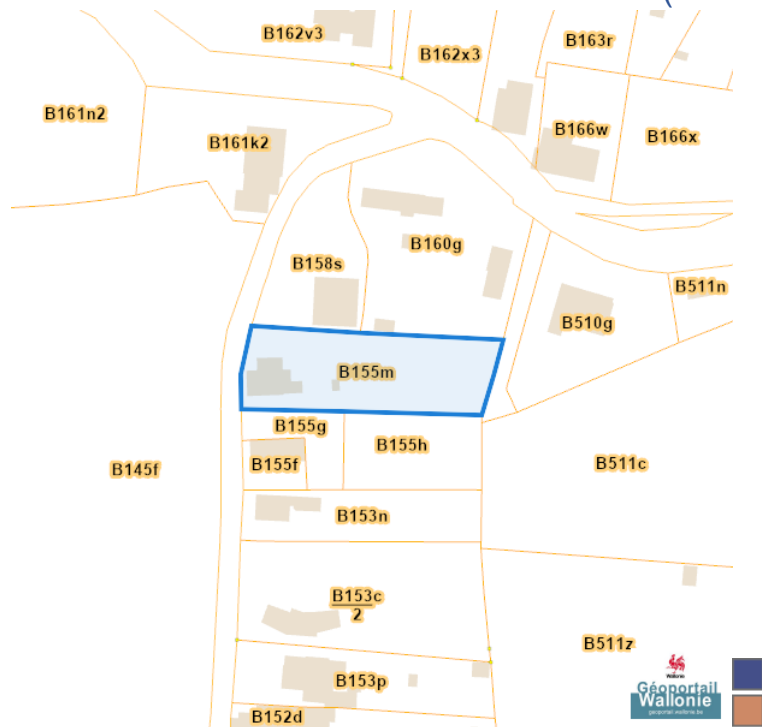 B162v3
B162x3
B163r
B161n2
B161k2
B166w
B166x
B158s
B160g
B511n
B510g
B155m
B155g
B155h
B155f
B145f
B511c
B153n
B153c
2
B511z
B153p
B152d
Wallonie
Géoportail
Wallonie
geoportail.wallonie.be